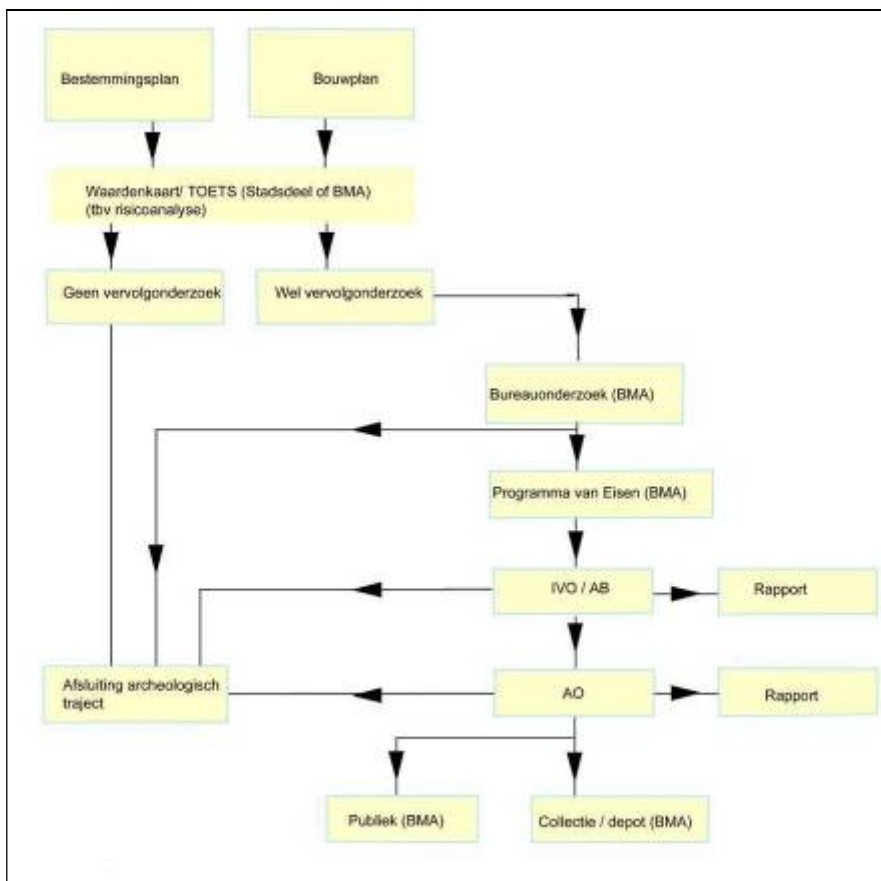 Bestemmingsplan
Bouwplan
Waardenkaart/ TOETS (Stadsdeel of BMA)
(tbv risicoanalyse)
Geen vervolgonderzoek
Wel vervolgonderzoek
Bureauonderzoek (BMA)
Programma van Eisen (BMA)
IVO / AB
Rapport
Afsluiting archeologisch
traject
AO
Rapport
Publiek (BMA)
Collectie / depot (BMA)